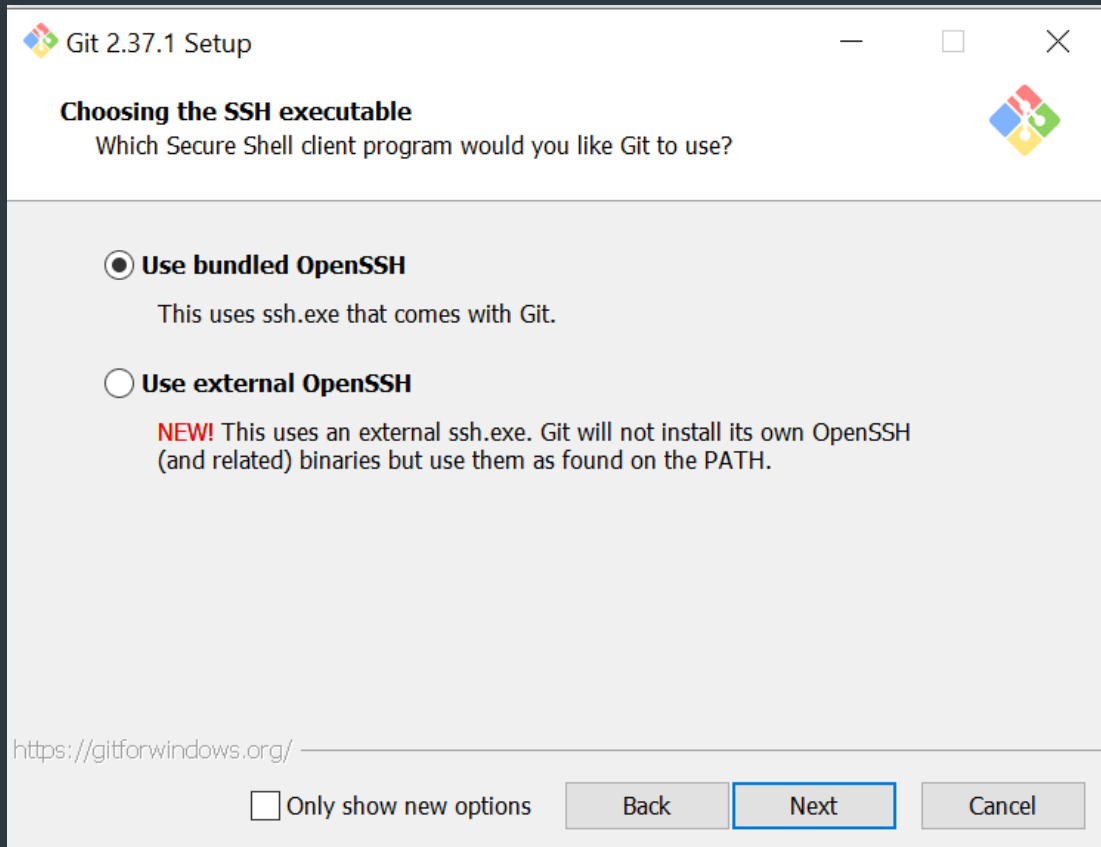 Git 2.37.1 Setup
Choosing the SSH executable
Which Secure Shell client program would you like Git to use?
Use bundled OpenSSH
This uses ssh.exe that comes with Git.
Use external OpenSSH
NEW! This uses an external ssh.exe. Git will not install its own OpenSSH
(and related) binaries but use them as found on the PATH.
https://gitforwindows.org/
Only show new options
Back
Next
Cancel